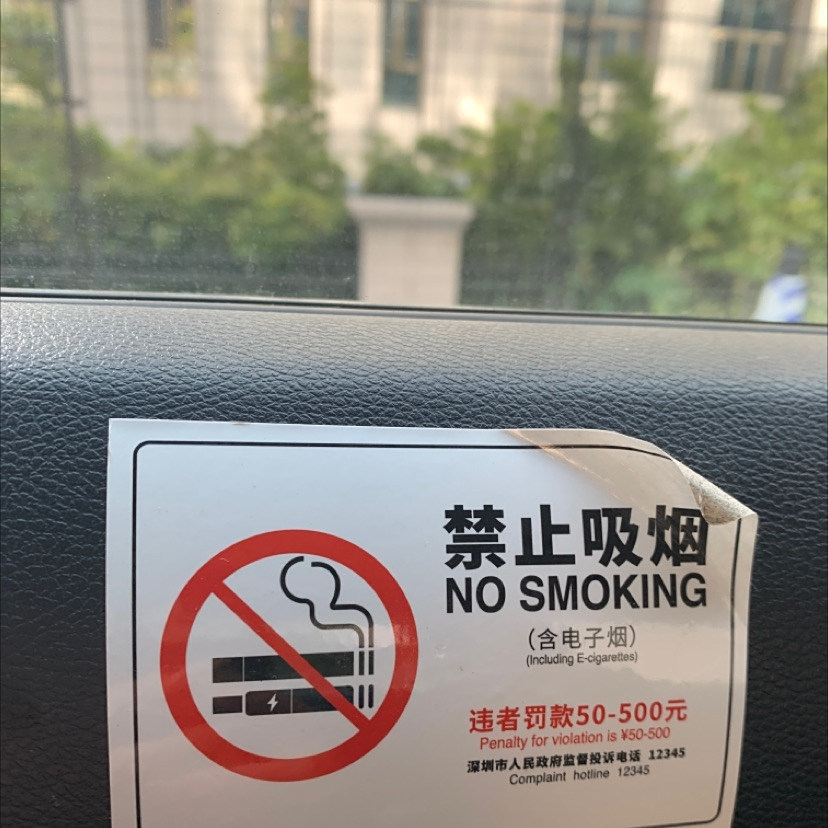 禁止吸烟
NO SMOKING
（含电子烟）
(Including E-cigarettes)
违者罚款50-500元
Penalty for violation is ¥50-500
深圳市人民政府监督投诉电话 12345
Complaint hotline 12345